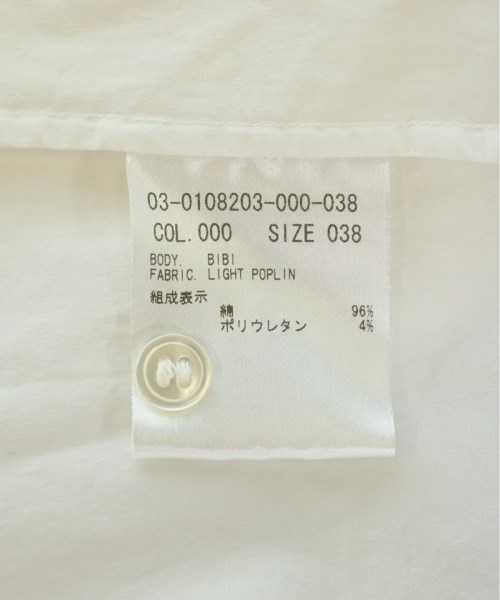 03-0108203-000-038
COL.000 SIZE 038
BODY. BIBI
FABRIC. LIGHT POPLIN
組成表示
綿 96%
ポリウレタン 4%